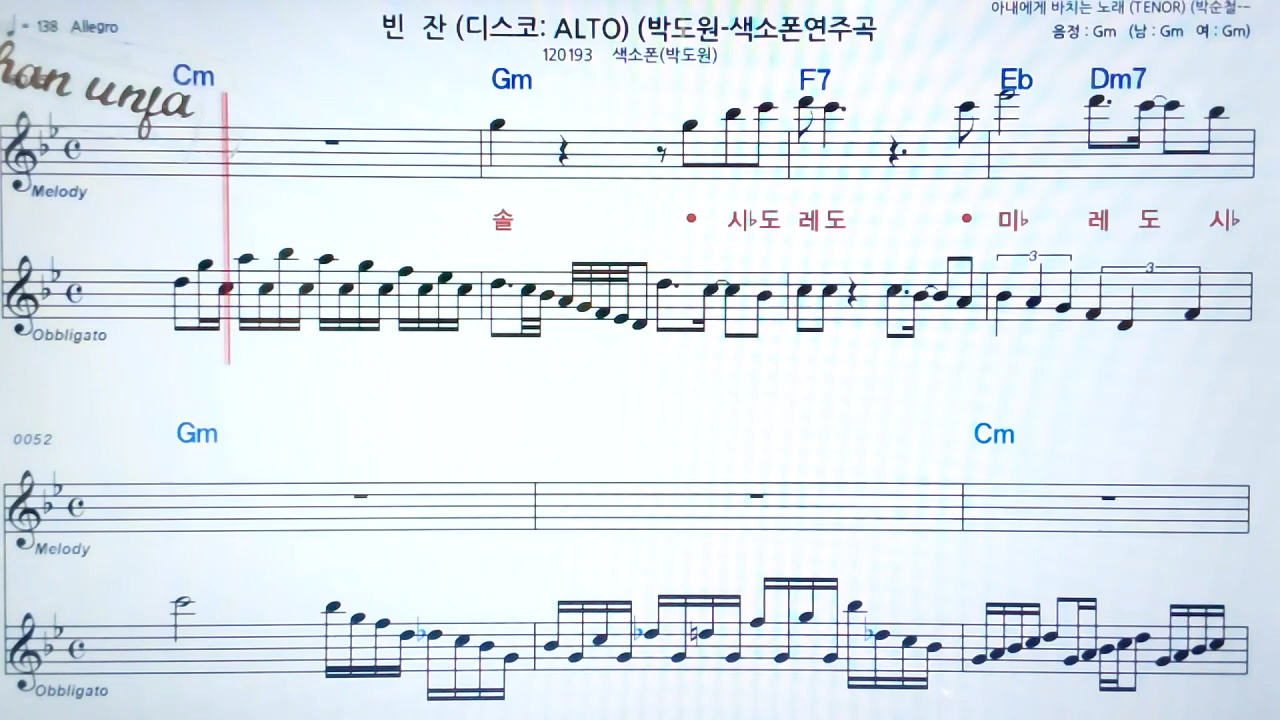 ♩= 138 Allegro
빈 잔 (디스코: ALTO) (박도원-색소폰연주곡
아내에게 바치는 노래 (TENOR) (박순철--
음정 : Gm (남 : Gm 여 : Gm)
120193 색소폰(박도원)
han unfa
Cm Gm F7 Eb Dm7
Melody
솔 • 시♭ 도 레 도 • 미♭ 레 도 시♭
3 3
Obbligato
0052 Gm Cm
Melody
Obbligato